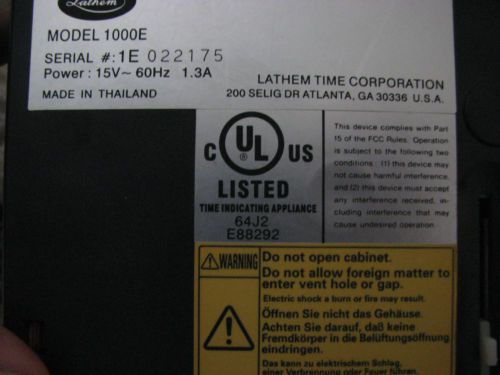 Lathem
MODEL 1000E
SERIAL #: 1E 022175
Power : 15V~ 60Hz 1.3A
MADE IN THAILAND
LATHEM TIME CORPORATION
200 SELIG DR ATLANTA, GA 30336 U.S.A.
C UL US
LISTED
TIME INDICATING APPLIANCE
64J2
E88292
This device complies with Part
15 of the FCC Rules. Operation
is subject to the following two
conditions : (1) this device may
not cause harmful interference,
and (2) this device must accept
any interference received, in-
cluding interference that may
cause undesired operation.
WARNING
Do not open cabinet.
Do not allow foreign matter to
enter vent hole or gap.
Electric shock a burn or fire may result.
Öffnen Sie nicht das Gehäuse.
Achten Sie darauf, daß keine
Fremdkörper in die Belüftungsöffnung
eindringen.
Das kann zu elektrischem Schlag,
einer Verbrennung oder Feuer führen.